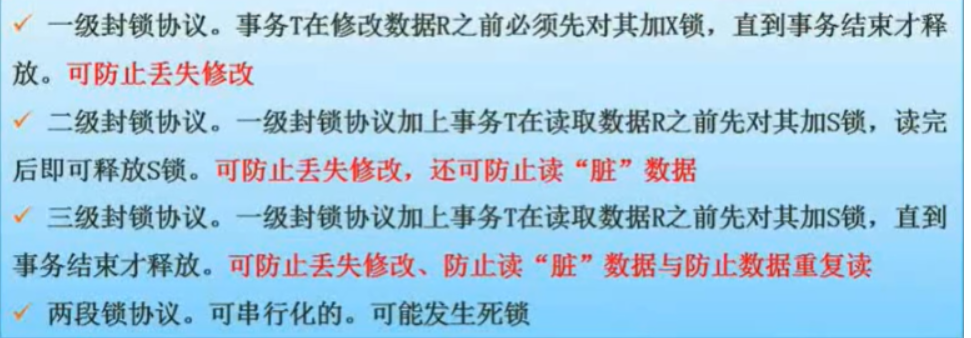 ✓ 一级封锁协议。事务T在修改数据R之前必须先对其加X锁，直到事务结束才释
放。可防止丢失修改
✓ 二级封锁协议。一级封锁协议加上事务T在读取数据R之前先对其加S锁，读完
后即可释放S锁。可防止丢失修改，还可防止读“脏”数据
✓ 三级封锁协议。一级封锁协议加上事务T在读取数据R之前先对其加S锁，直到
事务结束才释放。可防止丢失修改、防止读“脏”数据与防止数据重复读
✓ 两段锁协议。可串行化的。可能发生死锁